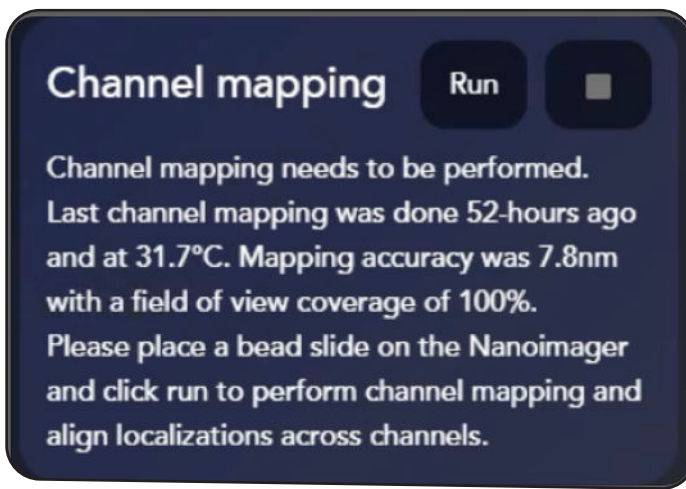 Channel mapping
Run
Channel mapping needs to be performed.
Last channel mapping was done 52-hours ago
and at 31.7°C. Mapping accuracy was 7.8nm
with a field of view coverage of 100%.
Please place a bead slide on the Nanoimager
and click run to perform channel mapping and
align localizations across channels.